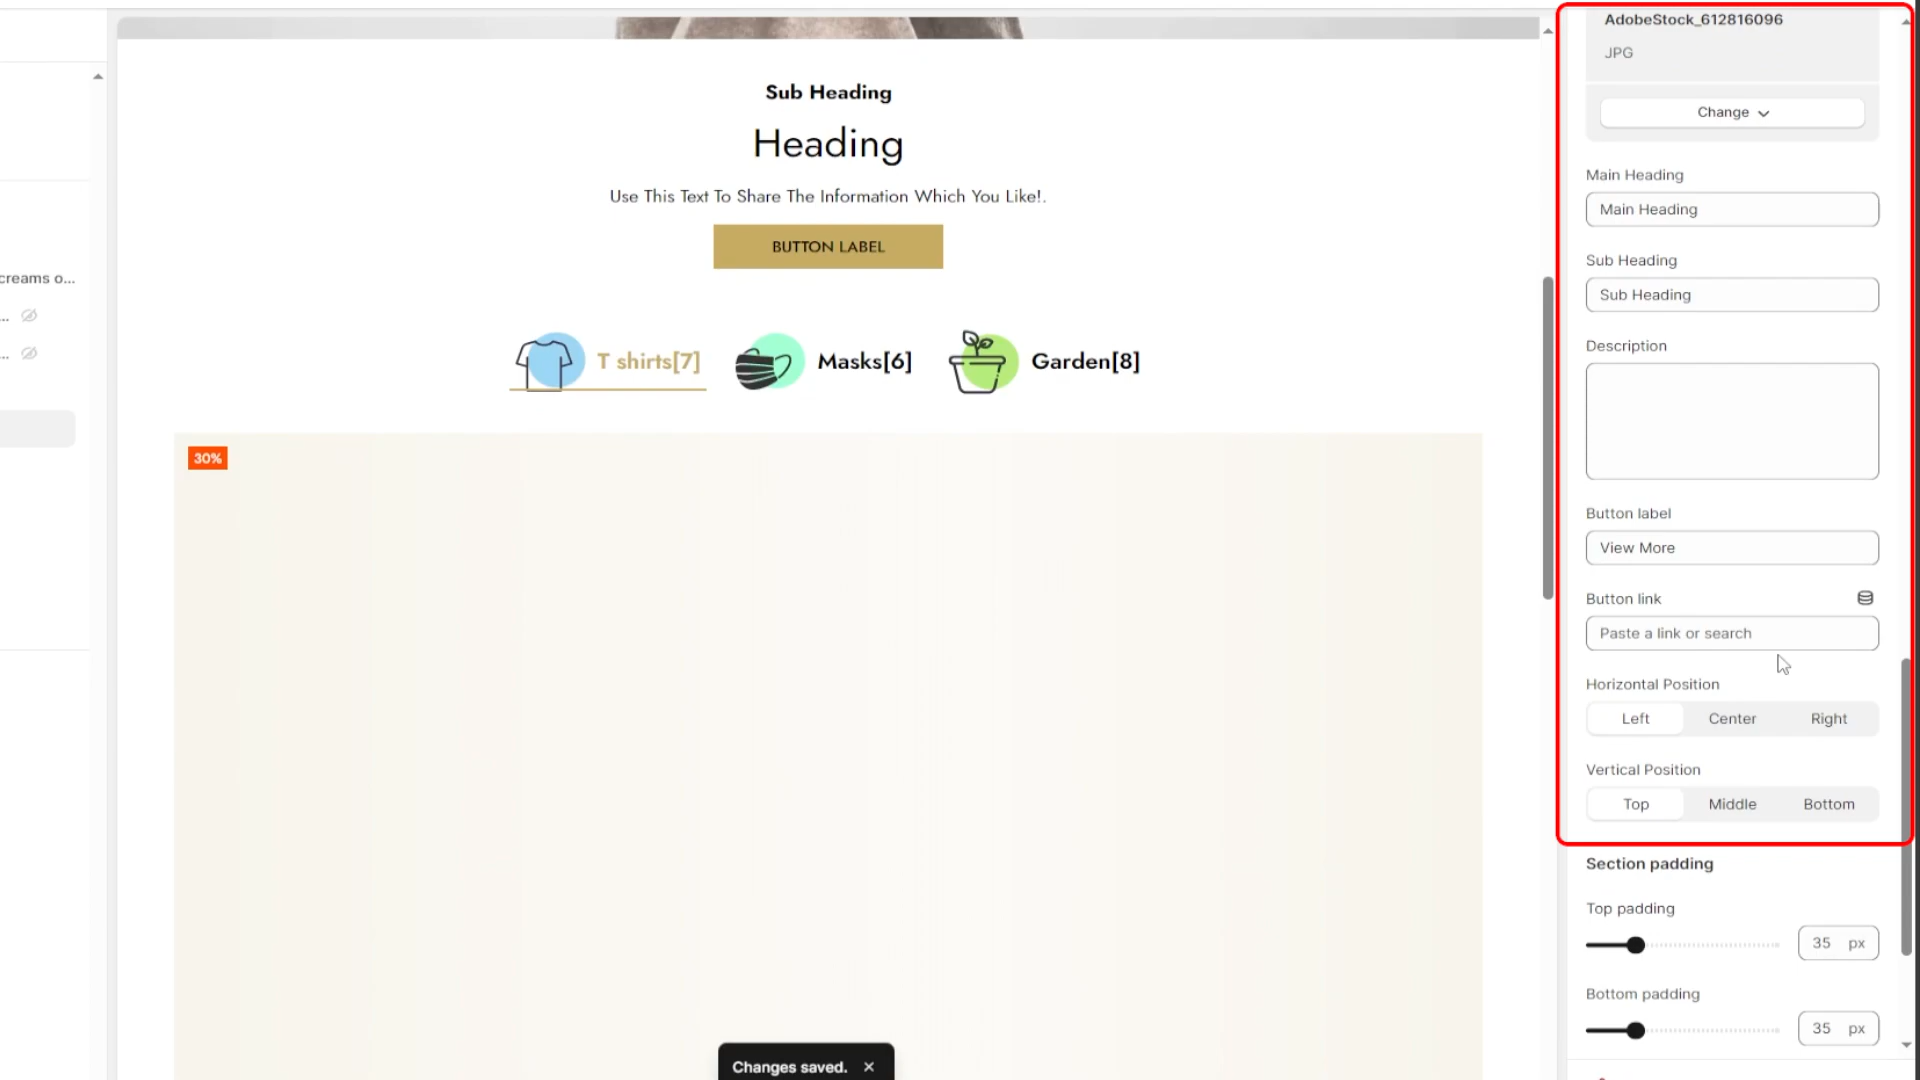 creams o...
...
...
Sub Heading
Heading
Use This Text To Share The Information Which You Like!.
BUTTON LABEL
T shirts[7]
Masks[6]
Garden[8]
30%
Changes saved.
AdobeStock_612816096
JPG
Change
Main Heading
Main Heading
Sub Heading
Sub Heading
Description
Button label
View More
Button link
Paste a link or search
Horizontal Position
Left Center Right
Vertical Position
Top Middle Bottom
Section padding
Top padding
35 px
Bottom padding
35 px